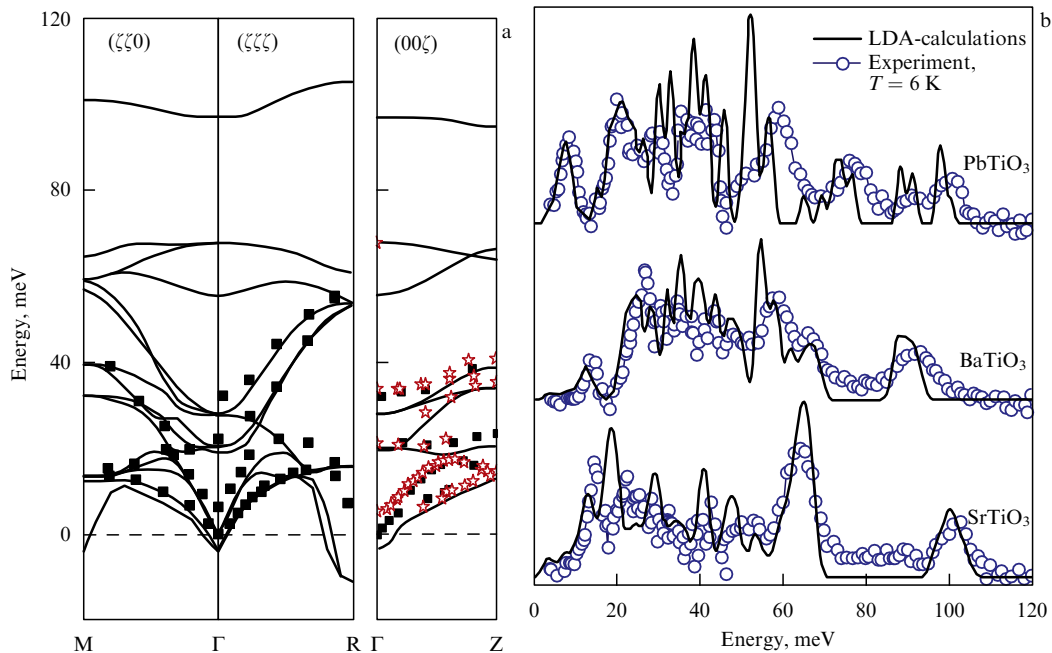 120
80
40
0
Energy, meV
(ζζ0)
(ζζζ)
(00ζ)
a
M
Γ
R
Γ
Z
b
LDA-calculations
Experiment,
T = 6 K
PbTiO₃
BaTiO₃
SrTiO₃
0
20
40
60
80
100
120
Energy, meV